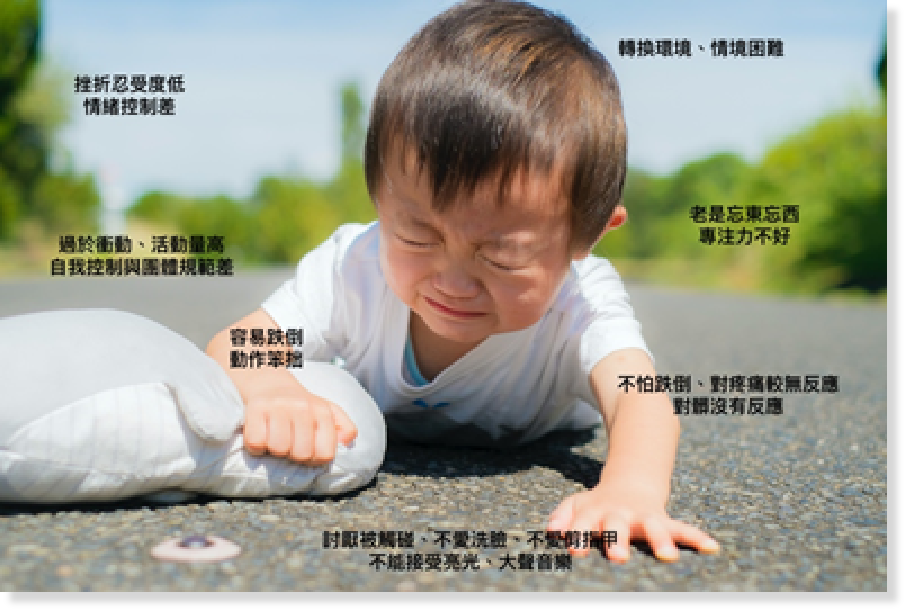 轉換環境、情境困難
挫折忍受度低
情緒控制差
老是忘東忘西
專注力不好
過於衝動、活動量高
自我控制與團體規範差
容易跌倒
動作笨拙
不怕跌倒、對疼痛較無反應
對髒沒有反應
討厭被觸碰、不愛洗臉、不愛剪指甲
不能接受亮光、大聲音樂